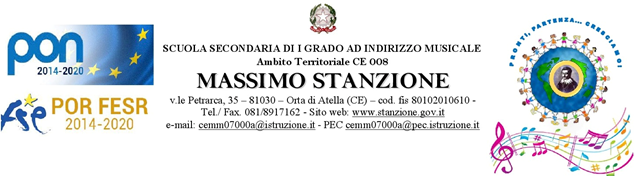 pon
2014-2020
fse POR FESR
2014-2020
SCUOLA SECONDARIA DI I GRADO AD INDIRIZZO MUSICALE
Ambito Territoriale CE 008
MASSIMO STANZIONE
v.le Petrarca, 35 – 81030 – Orta di Atella (CE) – cod. fis 80102010610 -
Tel./ Fax. 081/8917162 - Sito web: www.stanzione.gov.it
e-mail: cemm07000a@istruzione.it - PEC cemm07000a@pec.istruzione.it
PRONTI, PARTENZA... CRESCIAMO!